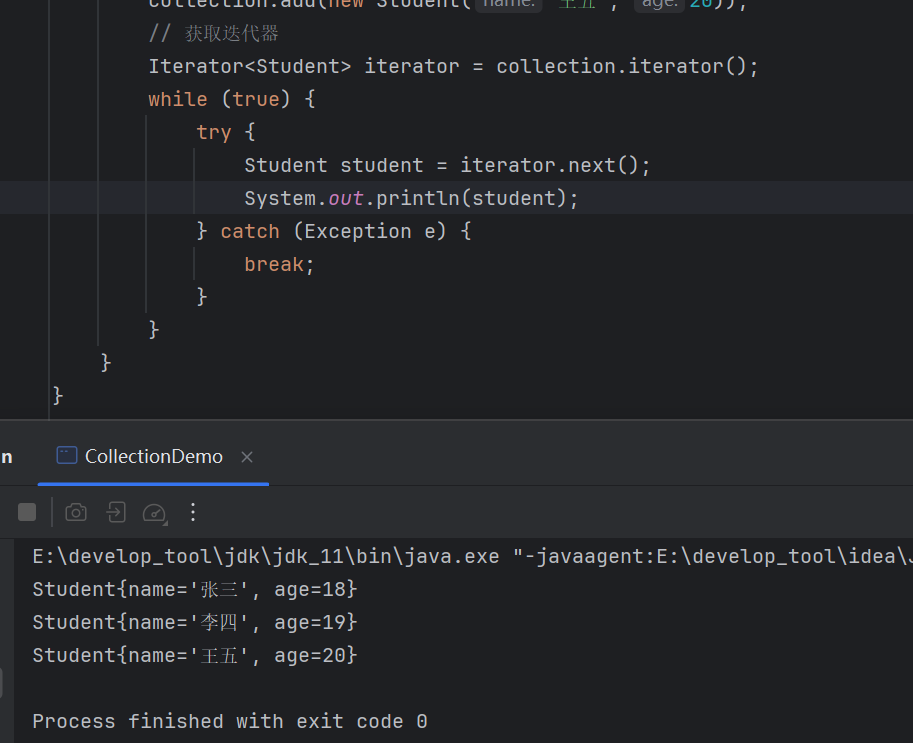 collection.add(new Student( name: "王五", age: 20));
// 获取迭代器
Iterator<Student> iterator = collection.iterator();
while (true) {
try {
Student student = iterator.next();
System.out.println(student);
} catch (Exception e) {
break;
}
}
}
}
n CollectionDemo ×
E:\develop_tool\jdk\jdk_11\bin\java.exe "-javaagent:E:\develop_tool\idea\
Student{name='张三', age=18}
Student{name='李四', age=19}
Student{name='王五', age=20}
Process finished with exit code 0